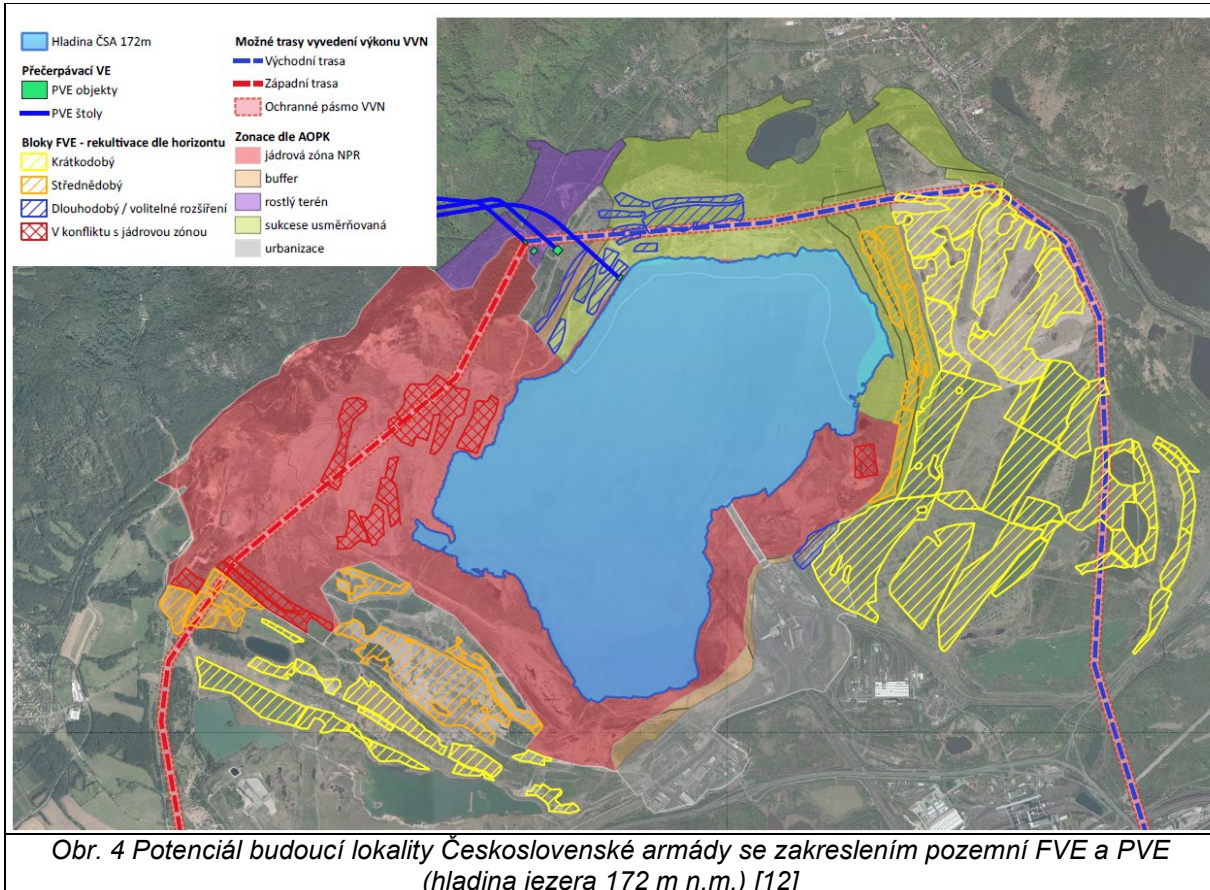 Hladina ČSA 172m
Přečerpávací VE
PVE objekty
PVE štoly
Bloky FVE - rekultivace dle horizontu
Krátkodobý
Střednědobý
Dlouhodobý / volitelné rozšíření
V konfliktu s jádrovou zónou
Možné trasy vyvedení výkonu VVN
Východní trasa
Západní trasa
Ochranné pásmo VVN
Zonace dle AOPK
jádrová zóna NPR
buffer
rostlý terén
sukcese usměrňovaná
urbanizace
Obr. 4 Potenciál budoucí lokality Československé armády se zakreslením pozemní FVE a PVE
(hladina jezera 172 m n.m.) [12]